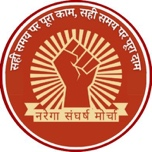 सही समय पर पूरा काम, सही समय पर पूरा दाम
नरेगा संघर्ष मोर्चा